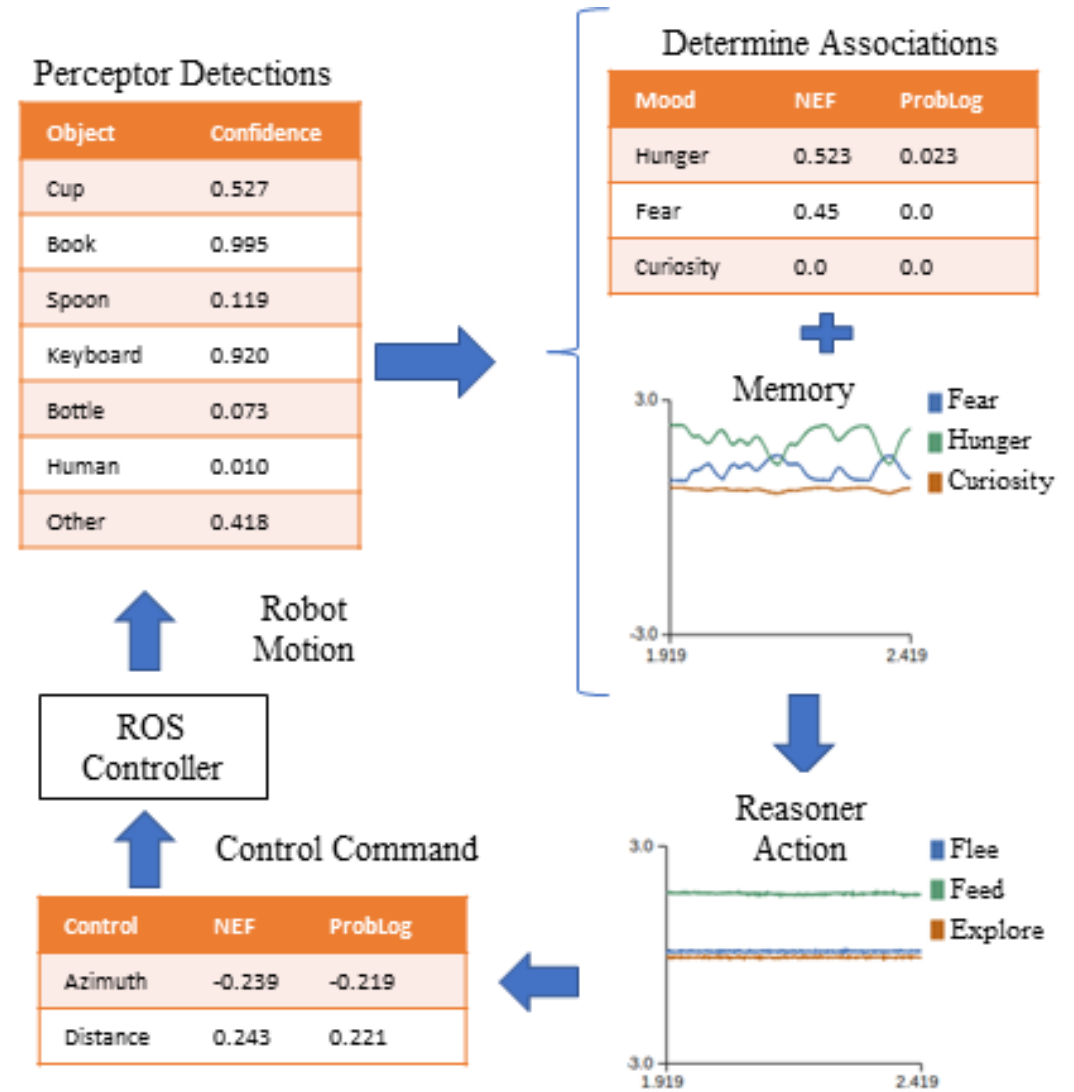 Perceptor Detections
Object Confidence
Cup 0.527
Book 0.995
Spoon 0.119
Keyboard 0.920
Bottle 0.073
Human 0.010
Other 0.418
Determine Associations
Mood NEF ProbLog
Hunger 0.523 0.023
Fear 0.45 0.0
Curiosity 0.0 0.0
Memory
3.0
-3.0
1.919 2.419
Fear
Hunger
Curiosity
Reasoner
Action
3.0
-3.0
1.919 2.419
Flee
Feed
Explore
Control Command
Control NEF ProbLog
Azimuth -0.239 -0.219
Distance 0.243 0.221
ROS
Controller
Robot
Motion